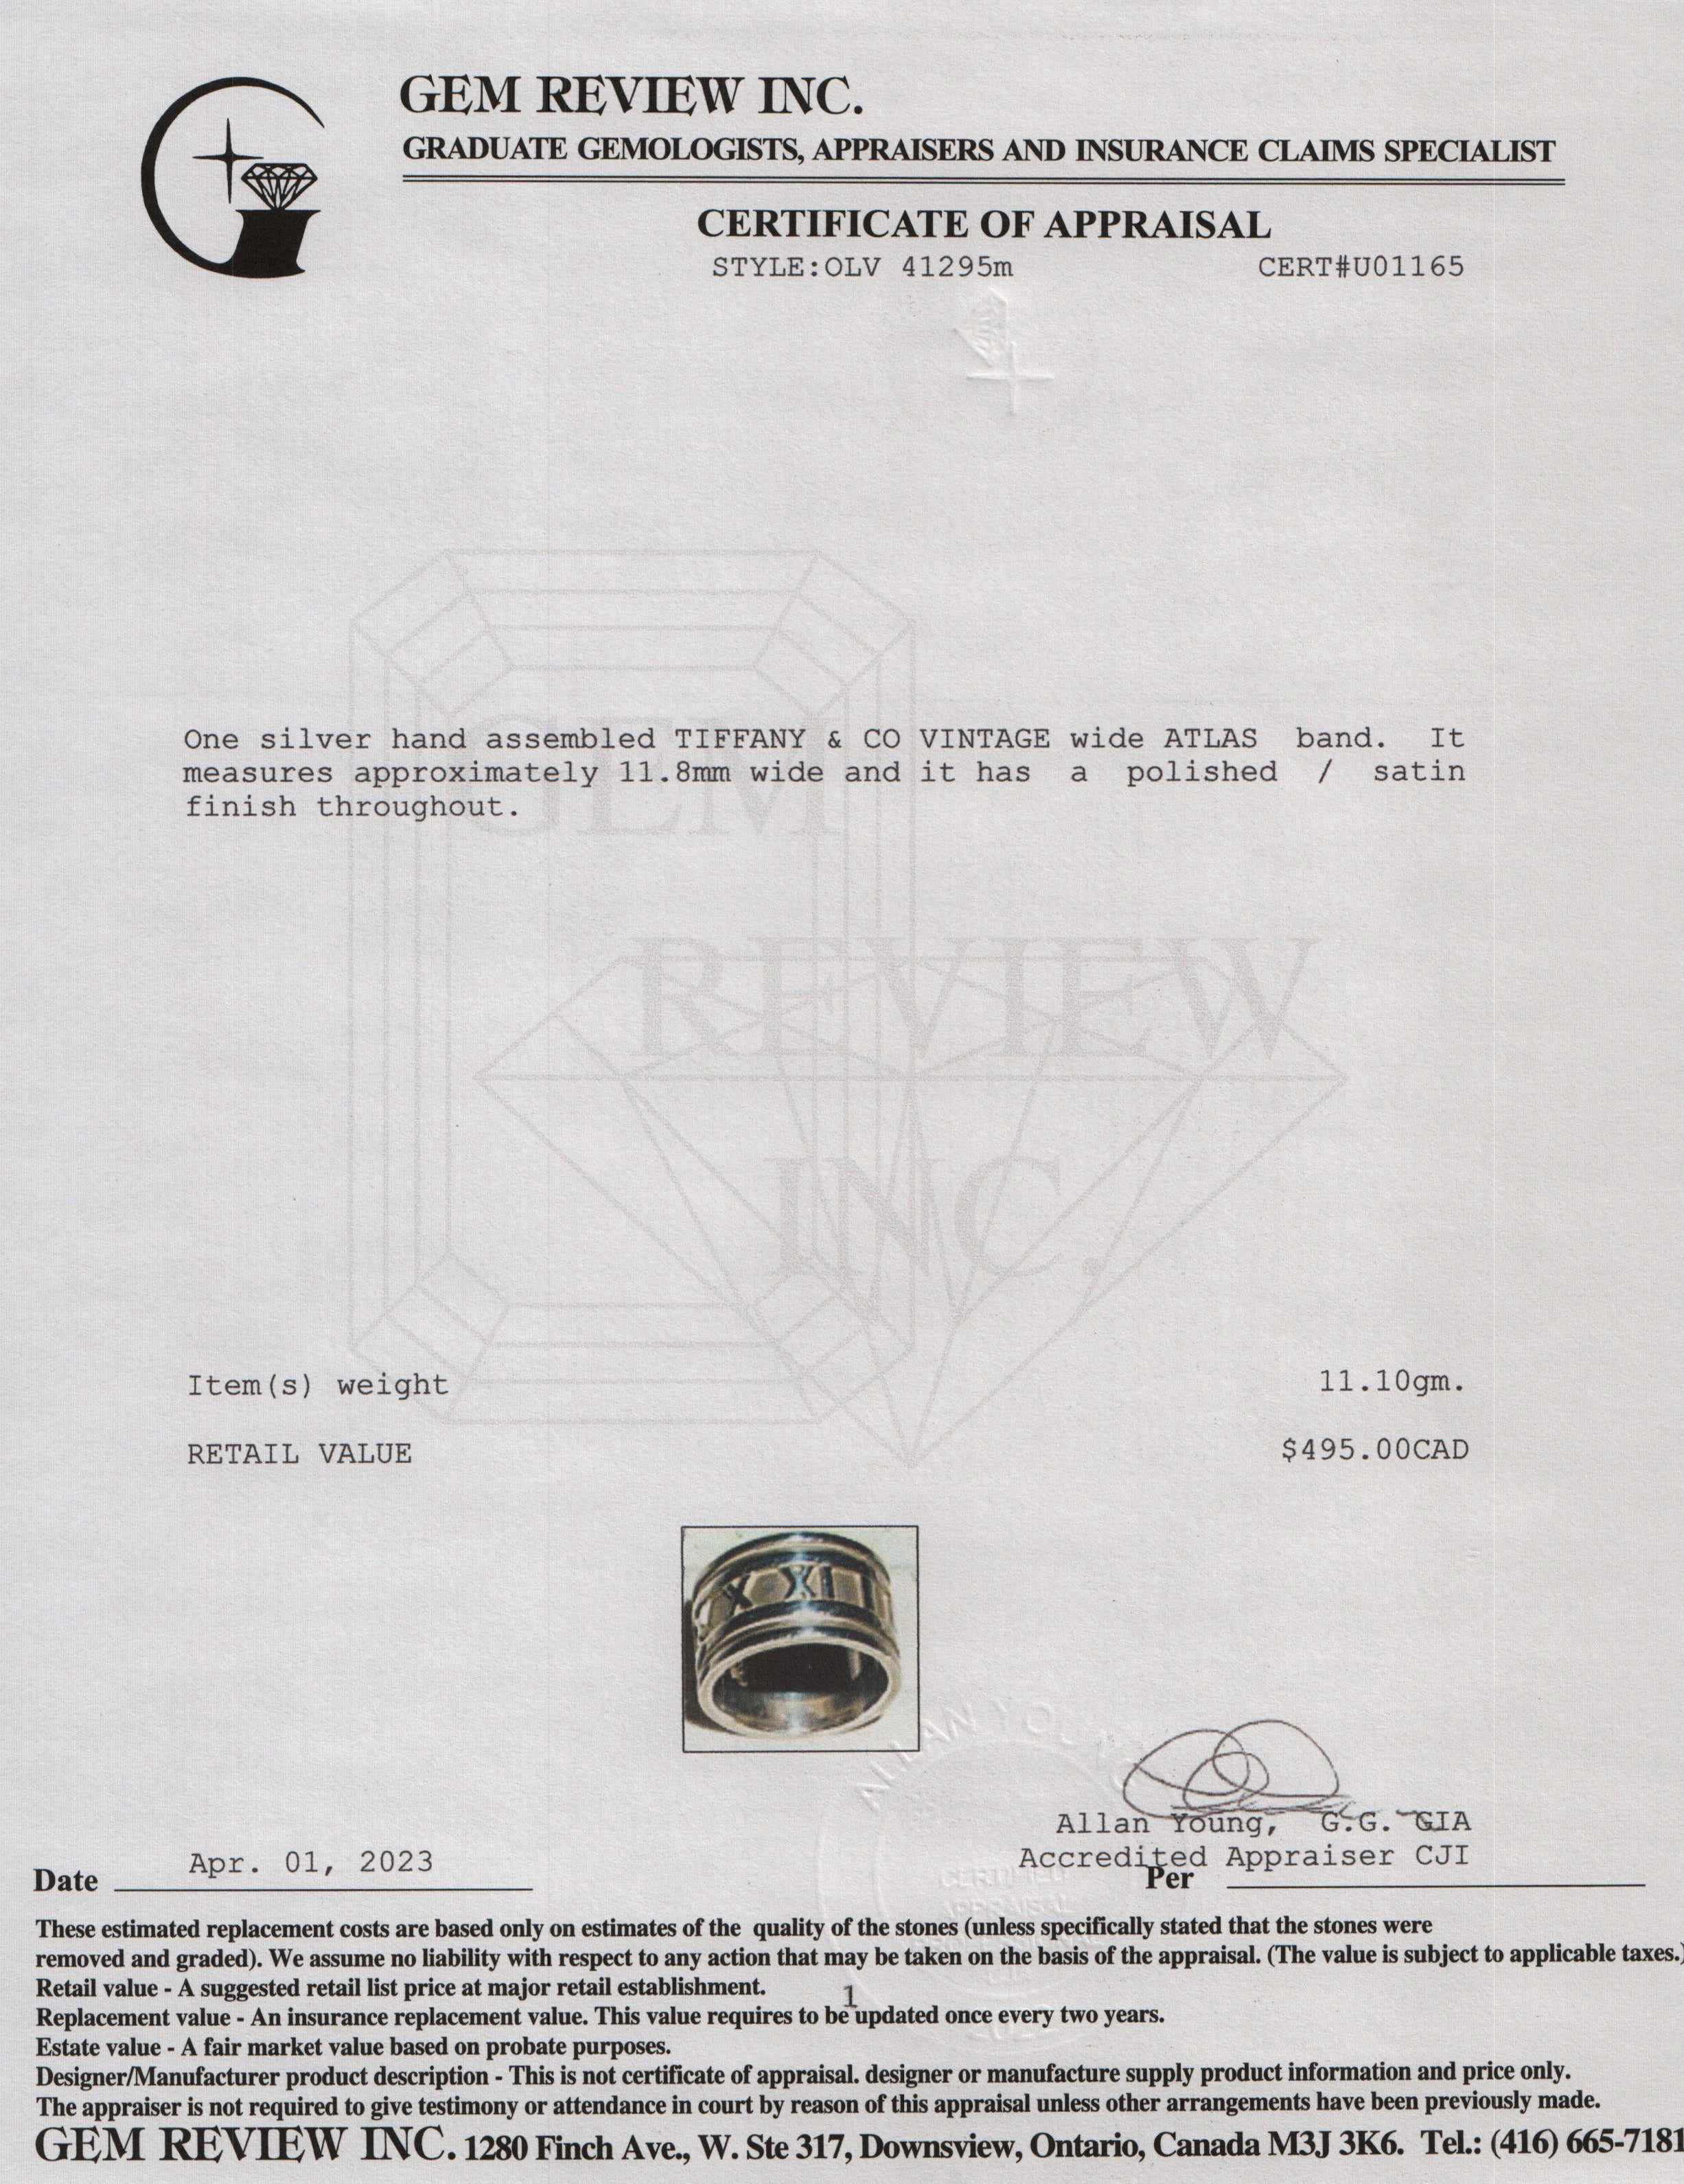 GEM REVIEW INC.
GRADUATE GEMOLOGISTS, APPRAISERS AND INSURANCE CLAIMS SPECIALIST
CERTIFICATE OF APPRAISAL
STYLE:OLV 41295m CERT#U01165
One silver hand assembled TIFFANY & CO VINTAGE wide ATLAS band. It
measures approximately 11.8mm wide and it has a polished / satin
finish throughout.
GEM
REVIEW
INC.
Item(s) weight 11.10gm.
RETAIL VALUE $495.00CAD
X XI I
ALLAN YOUNG
Allan Young, G.G. GIA
Accredited Appraiser CJI
Date Apr. 01, 2023 Per
CERTIFIED
APPRAISAL
These estimated replacement costs are based only on estimates of the quality of the stones (unless specifically stated that the stones were
removed and graded). We assume no liability with respect to any action that may be taken on the basis of the appraisal. (The value is subject to applicable taxes.)
Retail value - A suggested retail list price at major retail establishment.
1
Replacement value - An insurance replacement value. This value requires to be updated once every two years.
Estate value - A fair market value based on probate purposes.
Designer/Manufacturer product description - This is not certificate of appraisal. designer or manufacture supply product information and price only.
The appraiser is not required to give testimony or attendance in court by reason of this appraisal unless other arrangements have been previously made.
GEM REVIEW INC. 1280 Finch Ave., W. Ste 317, Downsview, Ontario, Canada M3J 3K6. Tel.: (416) 665-7181